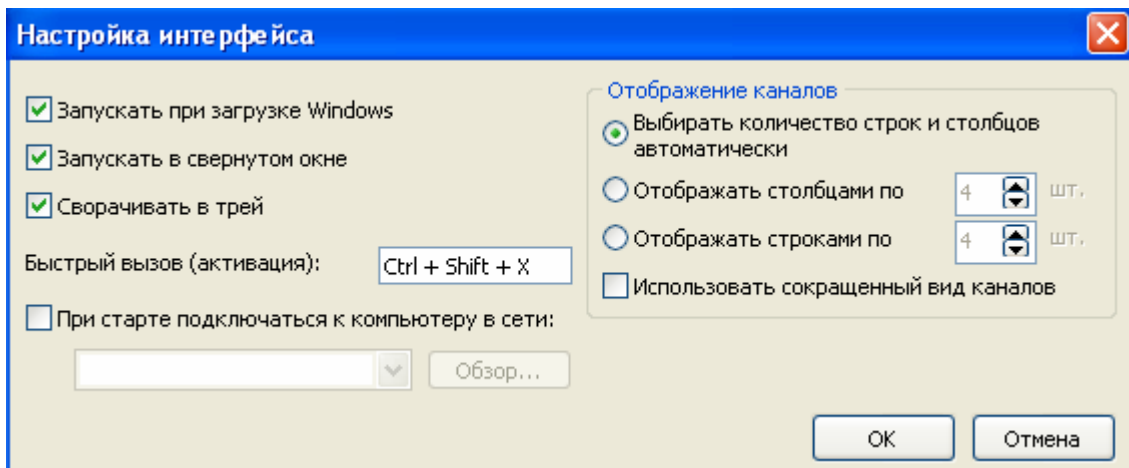 Настройка интерфейса
Запускать при загрузке Windows
Запускать в свернутом окне
Сворачивать в трей
Быстрый вызов (активация):
Ctrl + Shift + X
При старте подключаться к компьютеру в сети:
Обзор...
Отображение каналов
Выбирать количество строк и столбцов
автоматически
Отображать столбцами по 4 шт.
Отображать строками по 4 шт.
Использовать сокращенный вид каналов
OK
Отмена